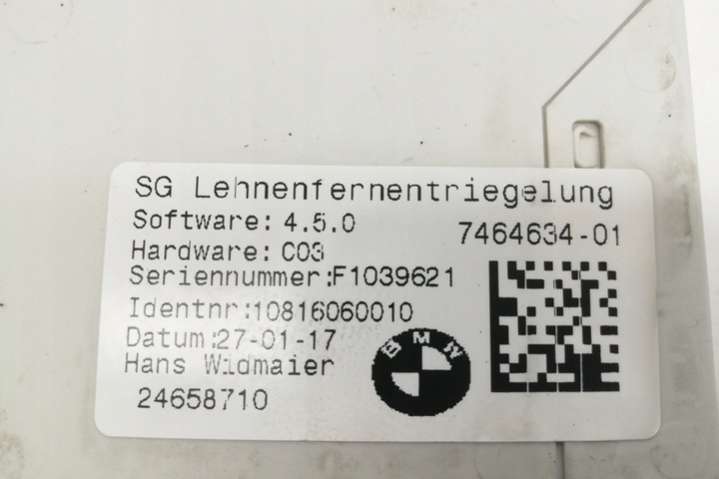 SG Lehnenfernentriegelung
Software: 4.5.0
7464634-01
Hardware: C03
Seriennummer:F1039621
Identnr:10816060010
Datum:27-01-17
Hans Widmaier
BMW
24658710